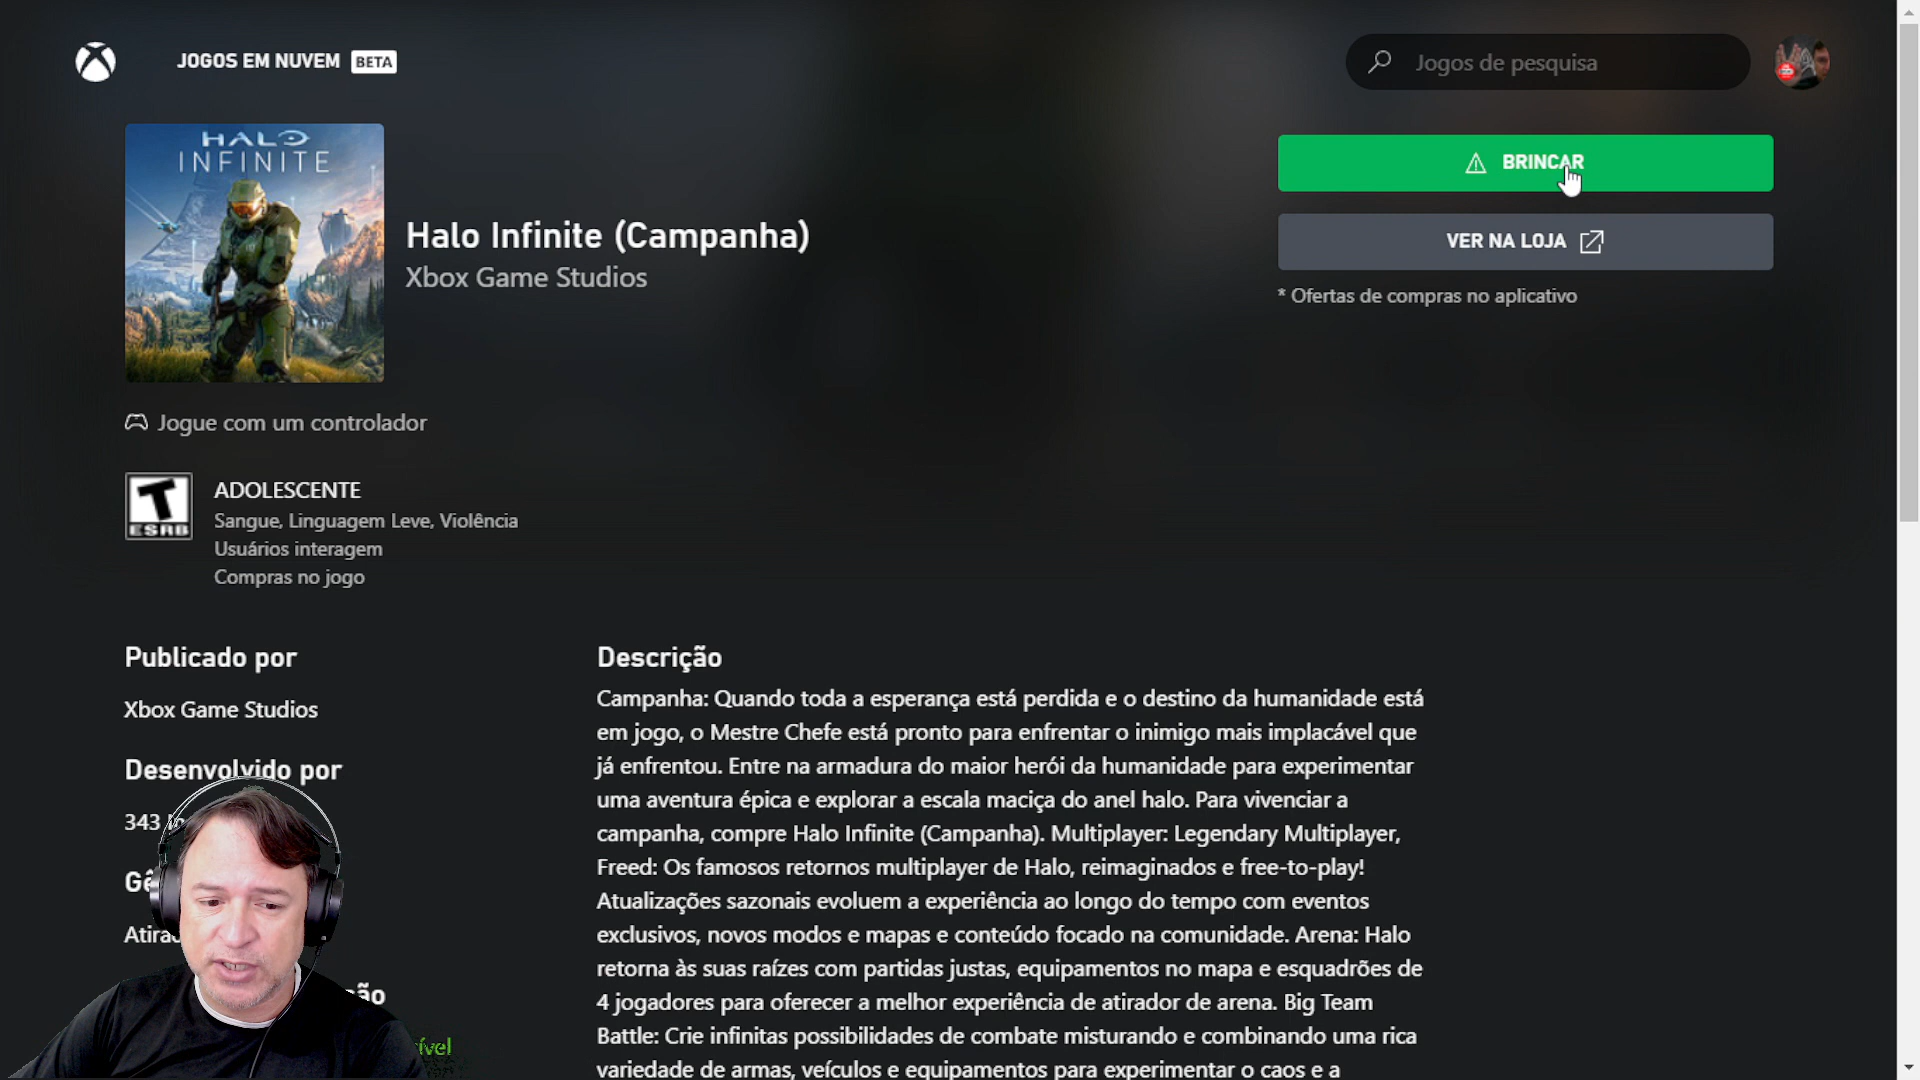 JOGOS EM NUVEM BETA
Jogos de pesquisa
HALO
INFINITE
Halo Infinite (Campanha)
Xbox Game Studios
BRINCAR
VER NA LOJA
* Ofertas de compras no aplicativo
Jogue com um controlador
T
ESRB
ADOLESCENTE
Sangue, Linguagem Leve, Violência
Usuários interagem
Compras no jogo
Publicado por
Xbox Game Studios
Desenvolvido por
343
Descrição
Campanha: Quando toda a esperança está perdida e o destino da humanidade está
em jogo, o Mestre Chefe está pronto para enfrentar o inimigo mais implacável que
já enfrentou. Entre na armadura do maior herói da humanidade para experimentar
uma aventura épica e explorar a escala maciça do anel halo. Para vivenciar a
campanha, compre Halo Infinite (Campanha). Multiplayer: Legendary Multiplayer,
Freed: Os famosos retornos multiplayer de Halo, reimaginados e free-to-play!
Atualizações sazonais evoluem a experiência ao longo do tempo com eventos
exclusivos, novos modos e mapas e conteúdo focado na comunidade. Arena: Halo
retorna às suas raízes com partidas justas, equipamentos no mapa e esquadrões de
4 jogadores para oferecer a melhor experiência de atirador de arena. Big Team
Battle: Crie infinitas possibilidades de combate misturando e combinando uma rica
variedade de armas, veículos e equipamentos para experimentar o caos e a